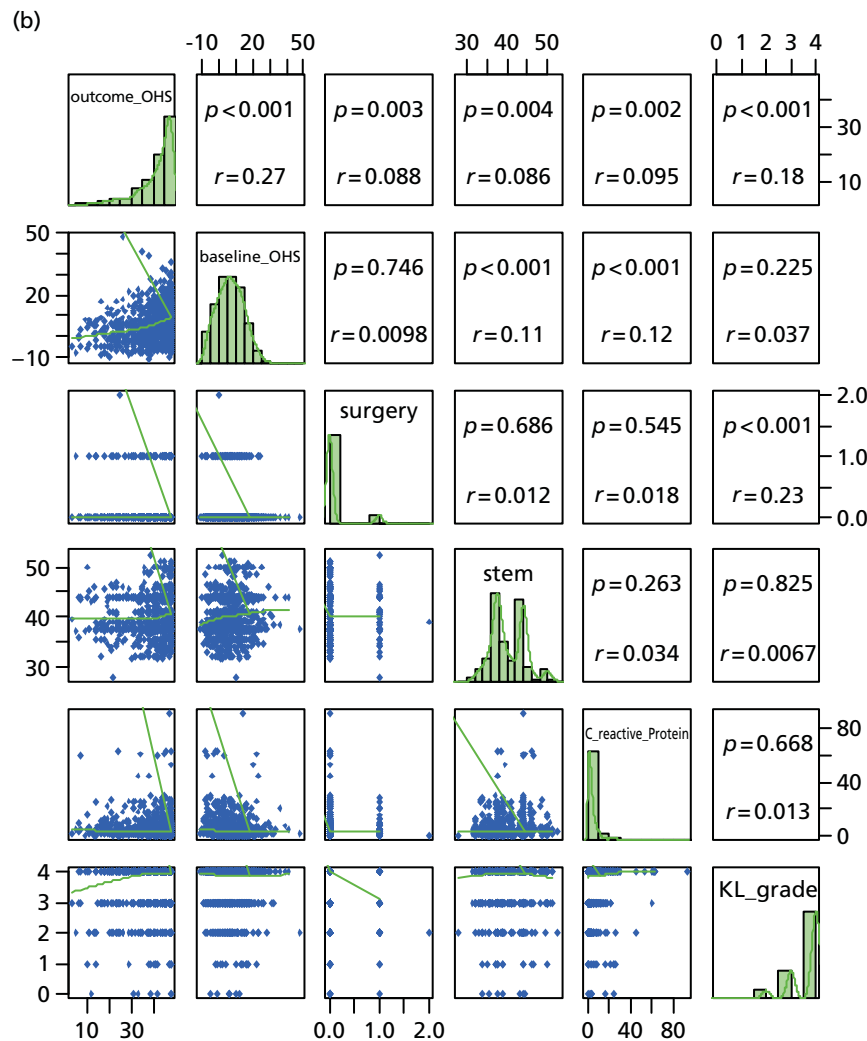 (b)
-10 20 50 30 40 50 0 1 2 3 4
outcome_OHS p<0.001 p=0.003 p=0.004 p=0.002 p<0.001 30
r=0.27 r=0.088 r=0.086 r=0.095 r=0.18 10
50 baseline_OHS p=0.746 p<0.001 p<0.001 p=0.225
20
−10 r=0.0098 r=0.11 r=0.12 r=0.037
surgery p=0.686 p=0.545 p<0.001 2.0
1.0
r=0.012 r=0.018 r=0.23 0.0
50 stem p=0.263 p=0.825
40
30 r=0.034 r=0.0067
C_reactive_Protein p=0.668 80
40
r=0.013 0
4 KL_grade
3
2
1
0
10 30 0.0 1.0 2.0 0 40 80